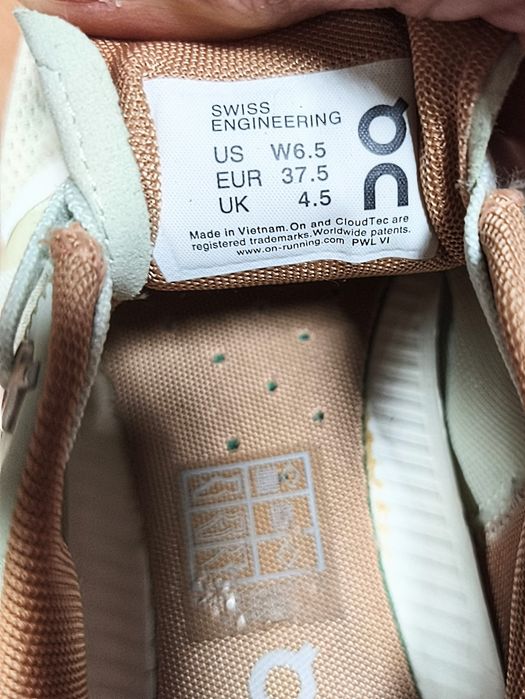 SWISS
ENGINEERING
US W6.5
EUR 37.5
UK 4.5
Made in Vietnam. On and CloudTec are
registered trademarks. Worldwide patents.
www.on-running.com PWL VI